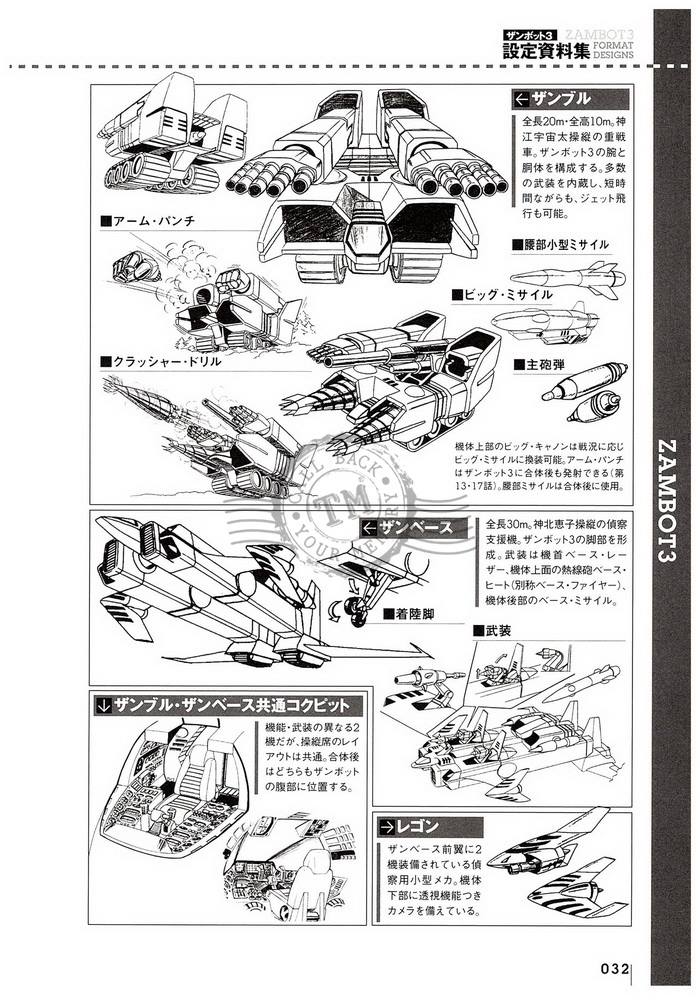 ザンボット3
ZAMBOT3
設定資料集
FORMAT
DESIGNS
←ザンブル
全長20m・全高10m。神
江宇宙太操縦の重戦
車。ザンボット3の腕と
胴体を構成する。多数
の武装を内蔵し、短時
間ながらも、ジェット飛
行も可能。
■アーム・パンチ
■腰部小型ミサイル
■ビッグ・ミサイル
■クラッシャー・ドリル
■主砲弾
機体上部のビッグ・キャノンは戦況に応じ
ビッグ・ミサイルに換装可能。アーム・パンチ
はザンボット3に合体後も発射できる(第
13・17話)。腰部ミサイルは合体後に使用。
TM
YOUR MEMORY
←ザンベース
全長30m。神北恵子操縦の偵察
支援機。ザンボット3の脚部を形
成。武装は機首ベース・レー
ザー、機体上面の熱線砲ベース・
ヒート(別称ベース・ファイヤー)、
機体後部のベース・ミサイル。
■着陸脚
■武装
↓ザンブル・ザンベース共通コクピット
機能・武装の異なる2
機だが、操縦席のレイ
アウトは共通。合体後
はどちらもザンボット
の腹部に位置する。
→レゴン
ザンベース前翼に2
機装備されている偵
察用小型メカ。機体
下部に透視機能つき
カメラを備えている。
ZAMBOT3
032